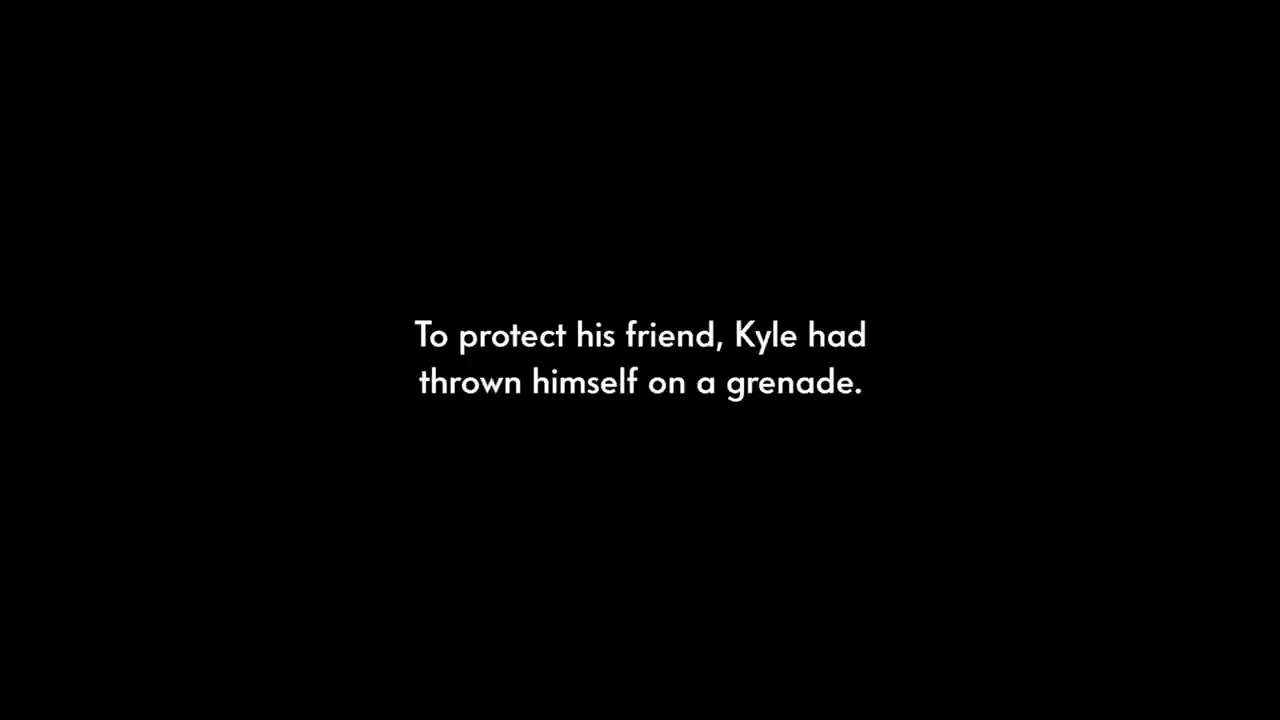 To protect his friend, Kyle had
thrown himself on a grenade.